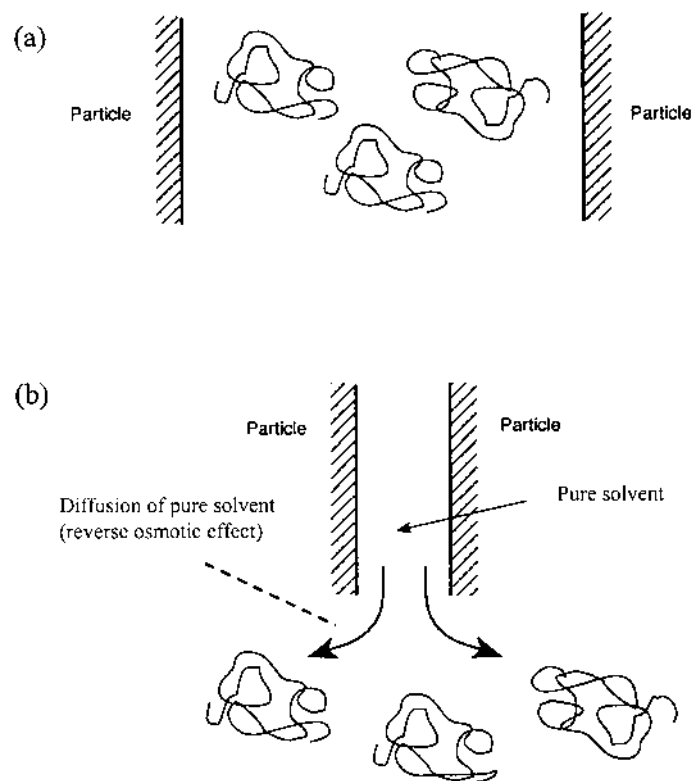 (a)
Particle
Particle
(b)
Particle
Particle
Diffusion of pure solvent
(reverse osmotic effect)
Pure solvent